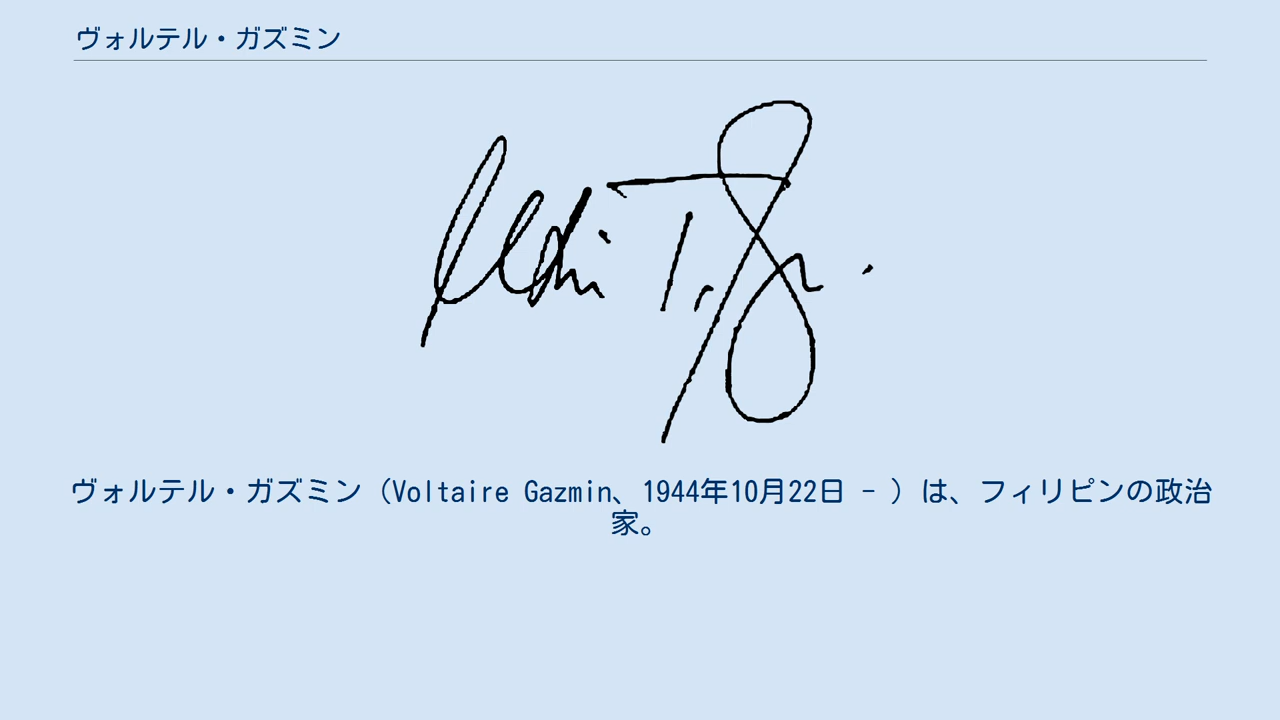 ヴォルテル・ガズミン
ヴォルテル・ガズミン（Voltaire Gazmin、1944年10月22日 - ）は、フィリピンの政治
家。